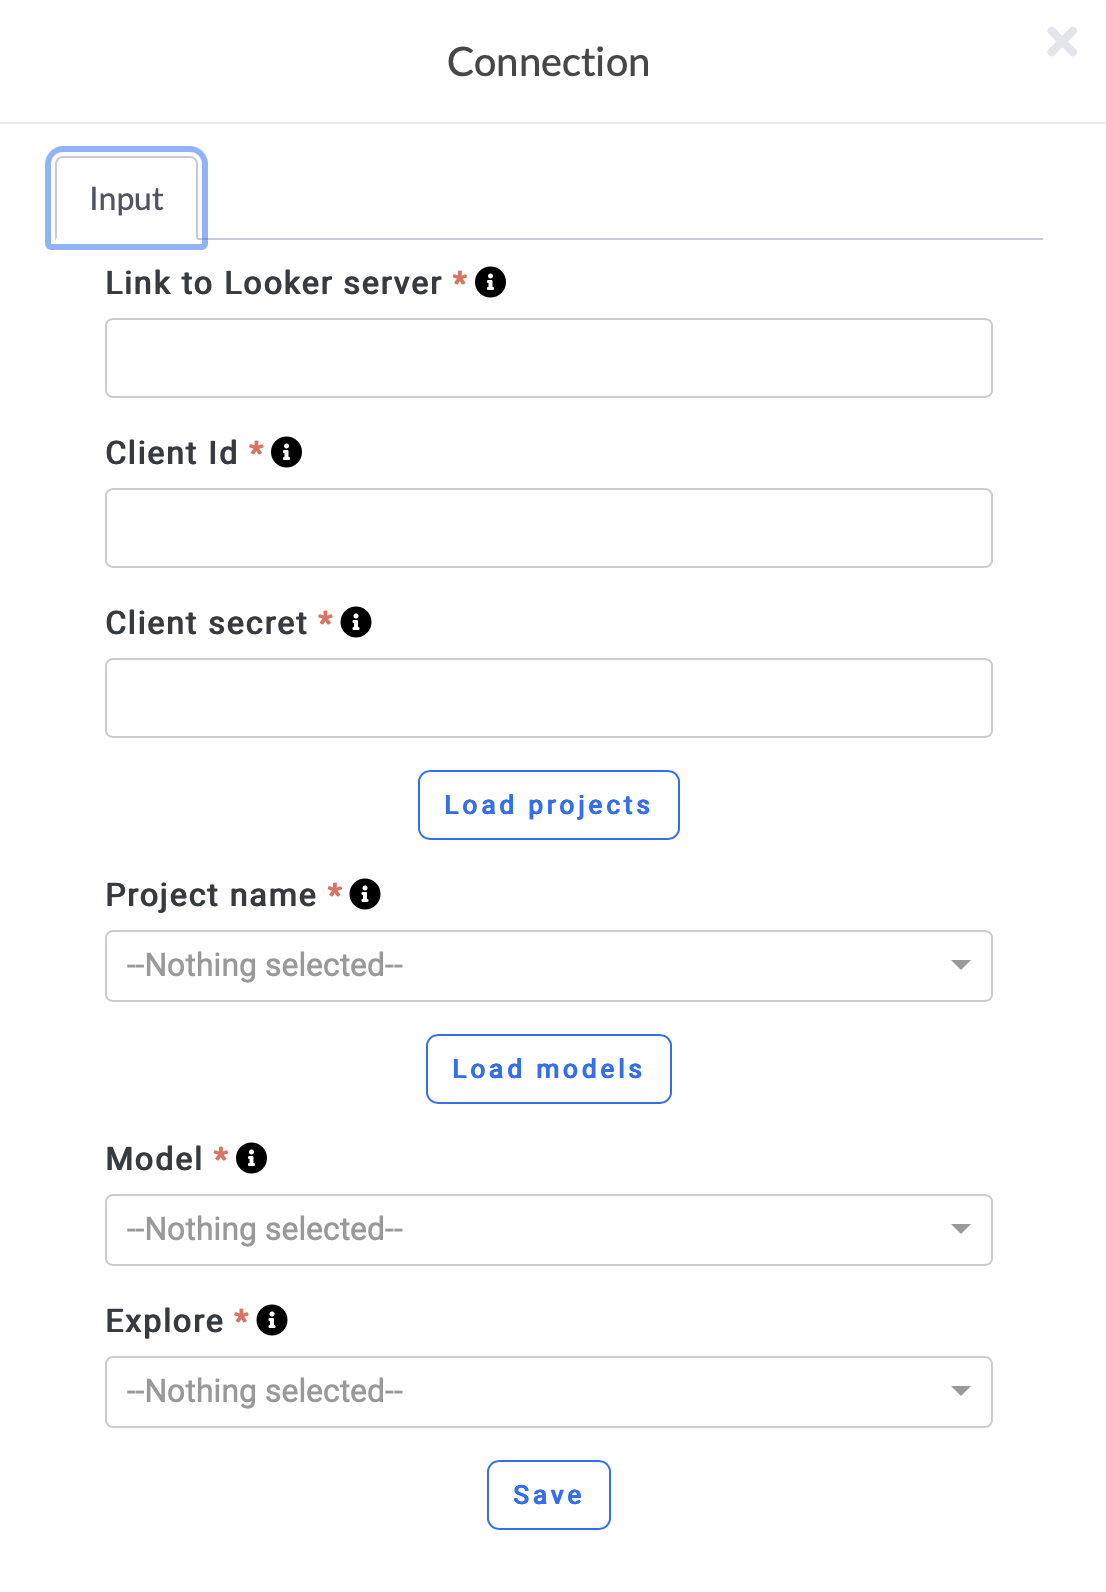 Connection
Input
Link to Looker server *
Client Id *
Client secret *
Load projects
Project name *
--Nothing selected--
Load models
Model *
--Nothing selected--
Explore *
--Nothing selected--
Save